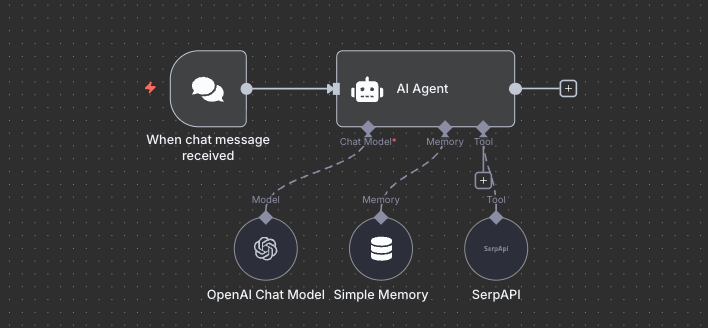 AI Agent
When chat message
received
Chat Model*
Memory
Tool
Model
Memory
Tool
SerpApi
OpenAI Chat Model
Simple Memory
SerpAPI